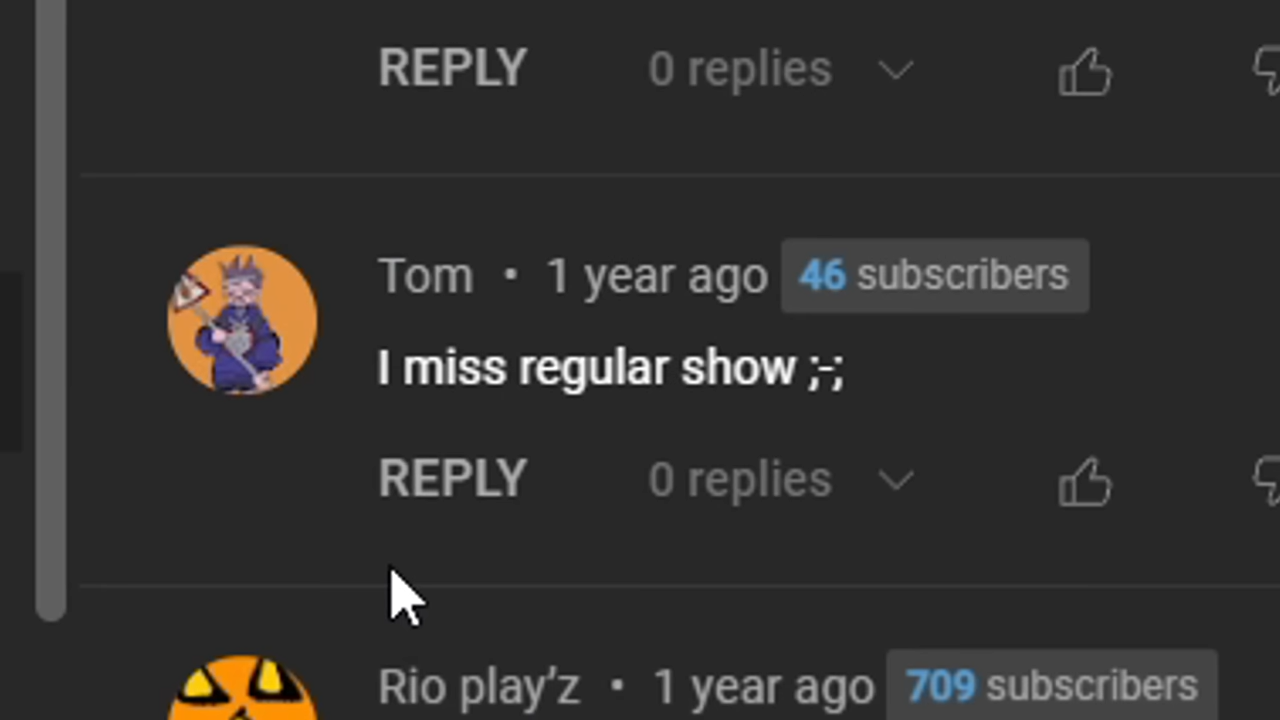 REPLY 0 replies
Tom • 1 year ago 46 subscribers
I miss regular show ;-;
REPLY 0 replies
Rio play’z • 1 year ago 709 subscribers